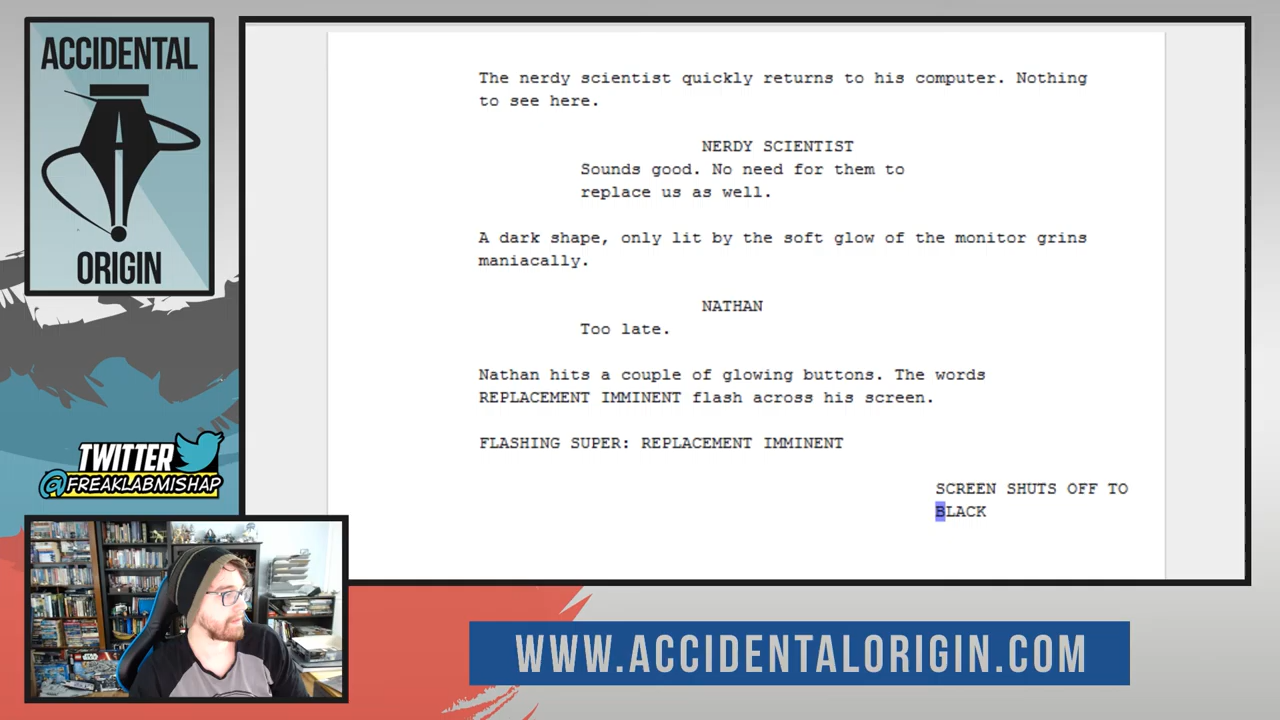 ACCIDENTAL
ORIGIN
The nerdy scientist quickly returns to his computer. Nothing
to see here.
NERDY SCIENTIST
Sounds good. No need for them to
replace us as well.
A dark shape, only lit by the soft glow of the monitor grins
maniacally.
NATHAN
Too late.
Nathan hits a couple of glowing buttons. The words
REPLACEMENT IMMINENT flash across his screen.
FLASHING SUPER: REPLACEMENT IMMINENT
SCREEN SHUTS OFF TO
BLACK
TWITTER
@FREAKLABMISHAP
WWW.ACCIDENTALORIGIN.COM